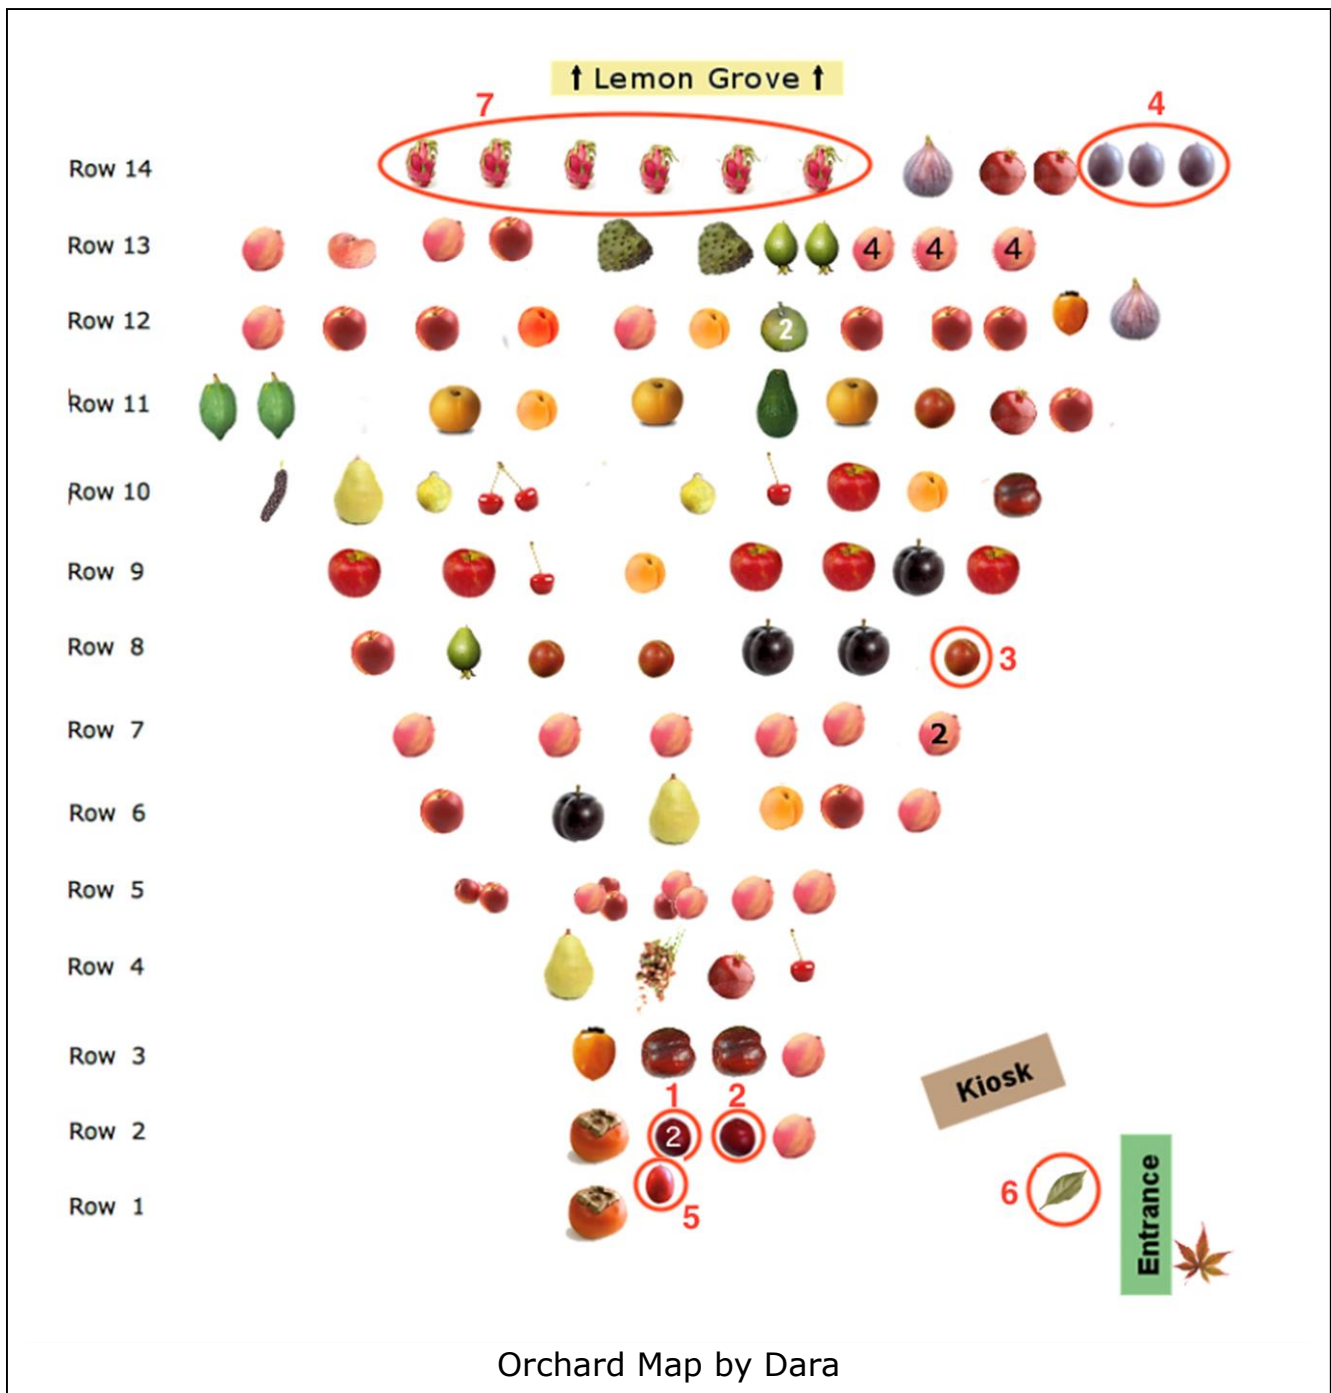 ↑ Lemon Grove ↑
7
4
Row 14
Row 13
4 4 4
Row 12
2
Row 11
Row 10
Row 9
Row 8
3
Row 7
2
Row 6
Row 5
Row 4
Row 3
Kiosk
1 2
Row 2
2
Row 1
5
6
Entrance
Orchard Map by Dara